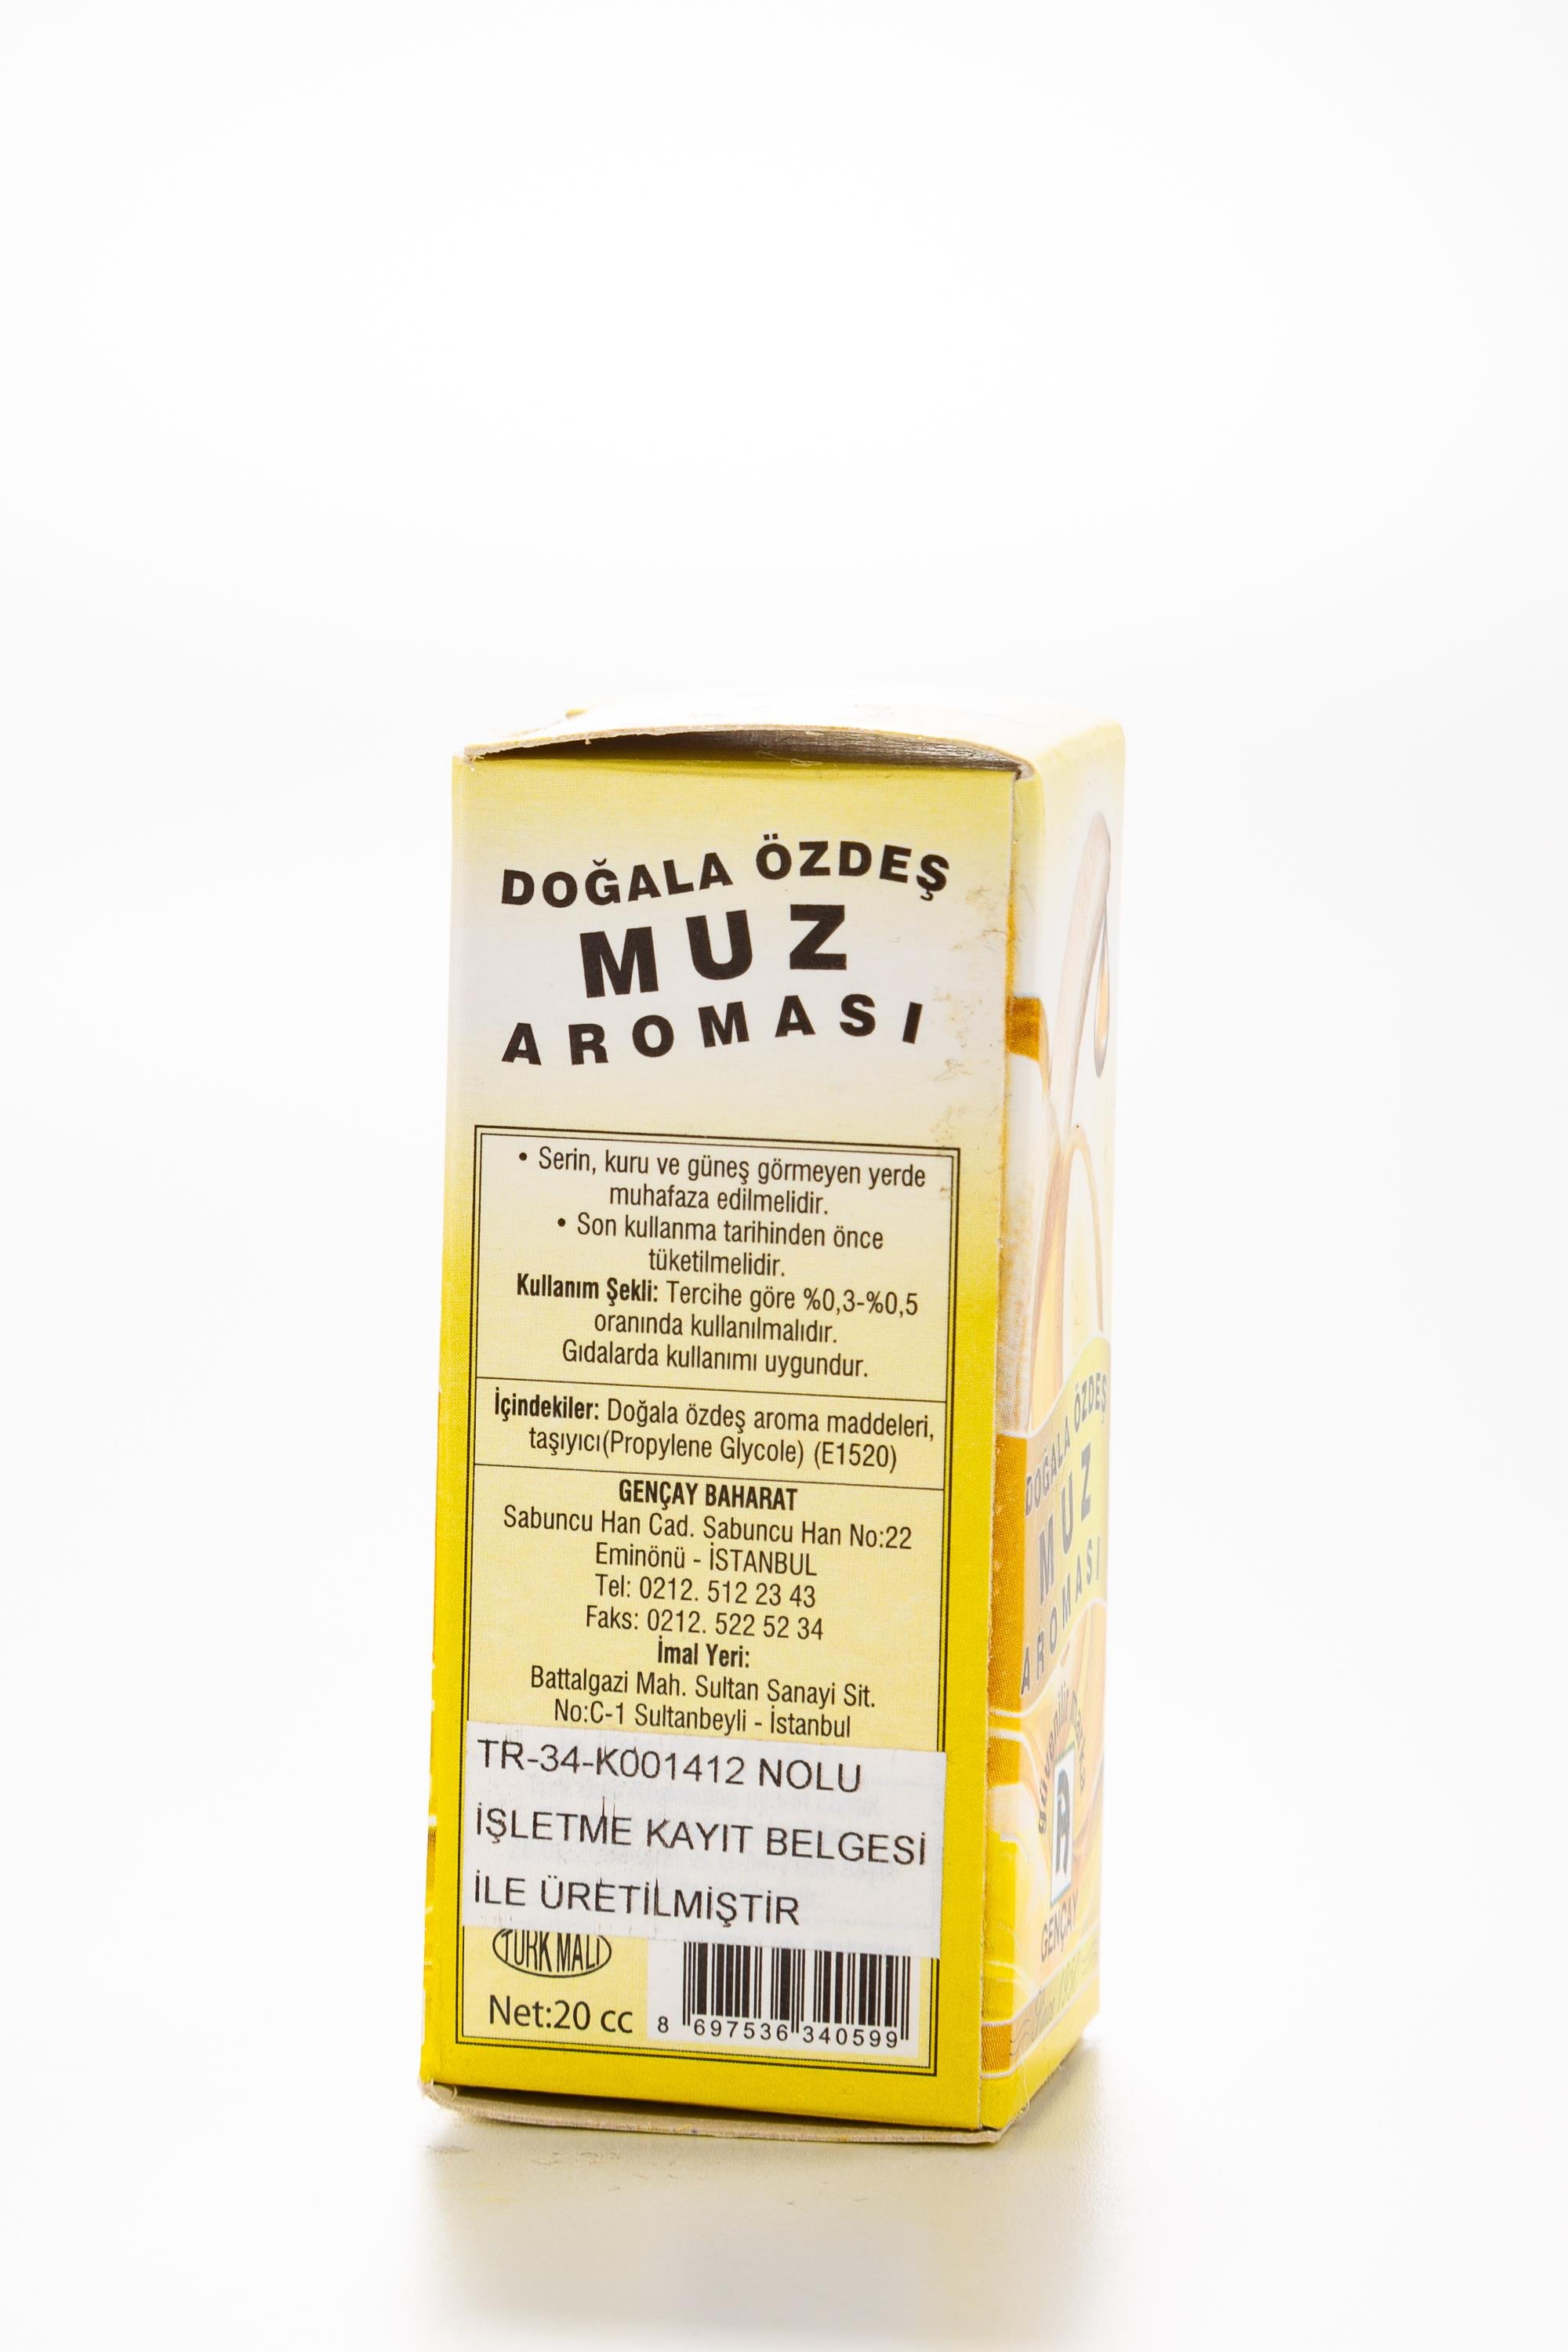 DOĞALA ÖZDEŞ
MUZ
AROMASI
• Serin, kuru ve güneş görmeyen yerde
muhafaza edilmelidir.
• Son kullanma tarihinden önce
tüketilmelidir.
Kullanım Şekli: Tercihe göre %0,3-%0,5
oranında kullanılmalıdır.
Gıdalarda kullanımı uygundur.
İçindekiler: Doğala özdeş aroma maddeleri,
taşıyıcı(Propylene Glycole) (E1520)
GENÇAY BAHARAT
Sabuncu Han Cad. Sabuncu Han No:22
Eminönü - İSTANBUL
Tel: 0212. 512 23 43
Faks: 0212. 522 52 34
İmal Yeri:
Battalgazi Mah. Sultan Sanayi Sit.
No:C-1 Sultanbeyli - İstanbul
TR-34-K001412 NOLU
İŞLETME KAYIT BELGESİ
İLE ÜRETİLMİŞTİR
TÜRK MALI
Net:20 cc
8 697536 340599
DOĞALA ÖZDEŞ
MUZ
AROMASI
GENÇAY
Since